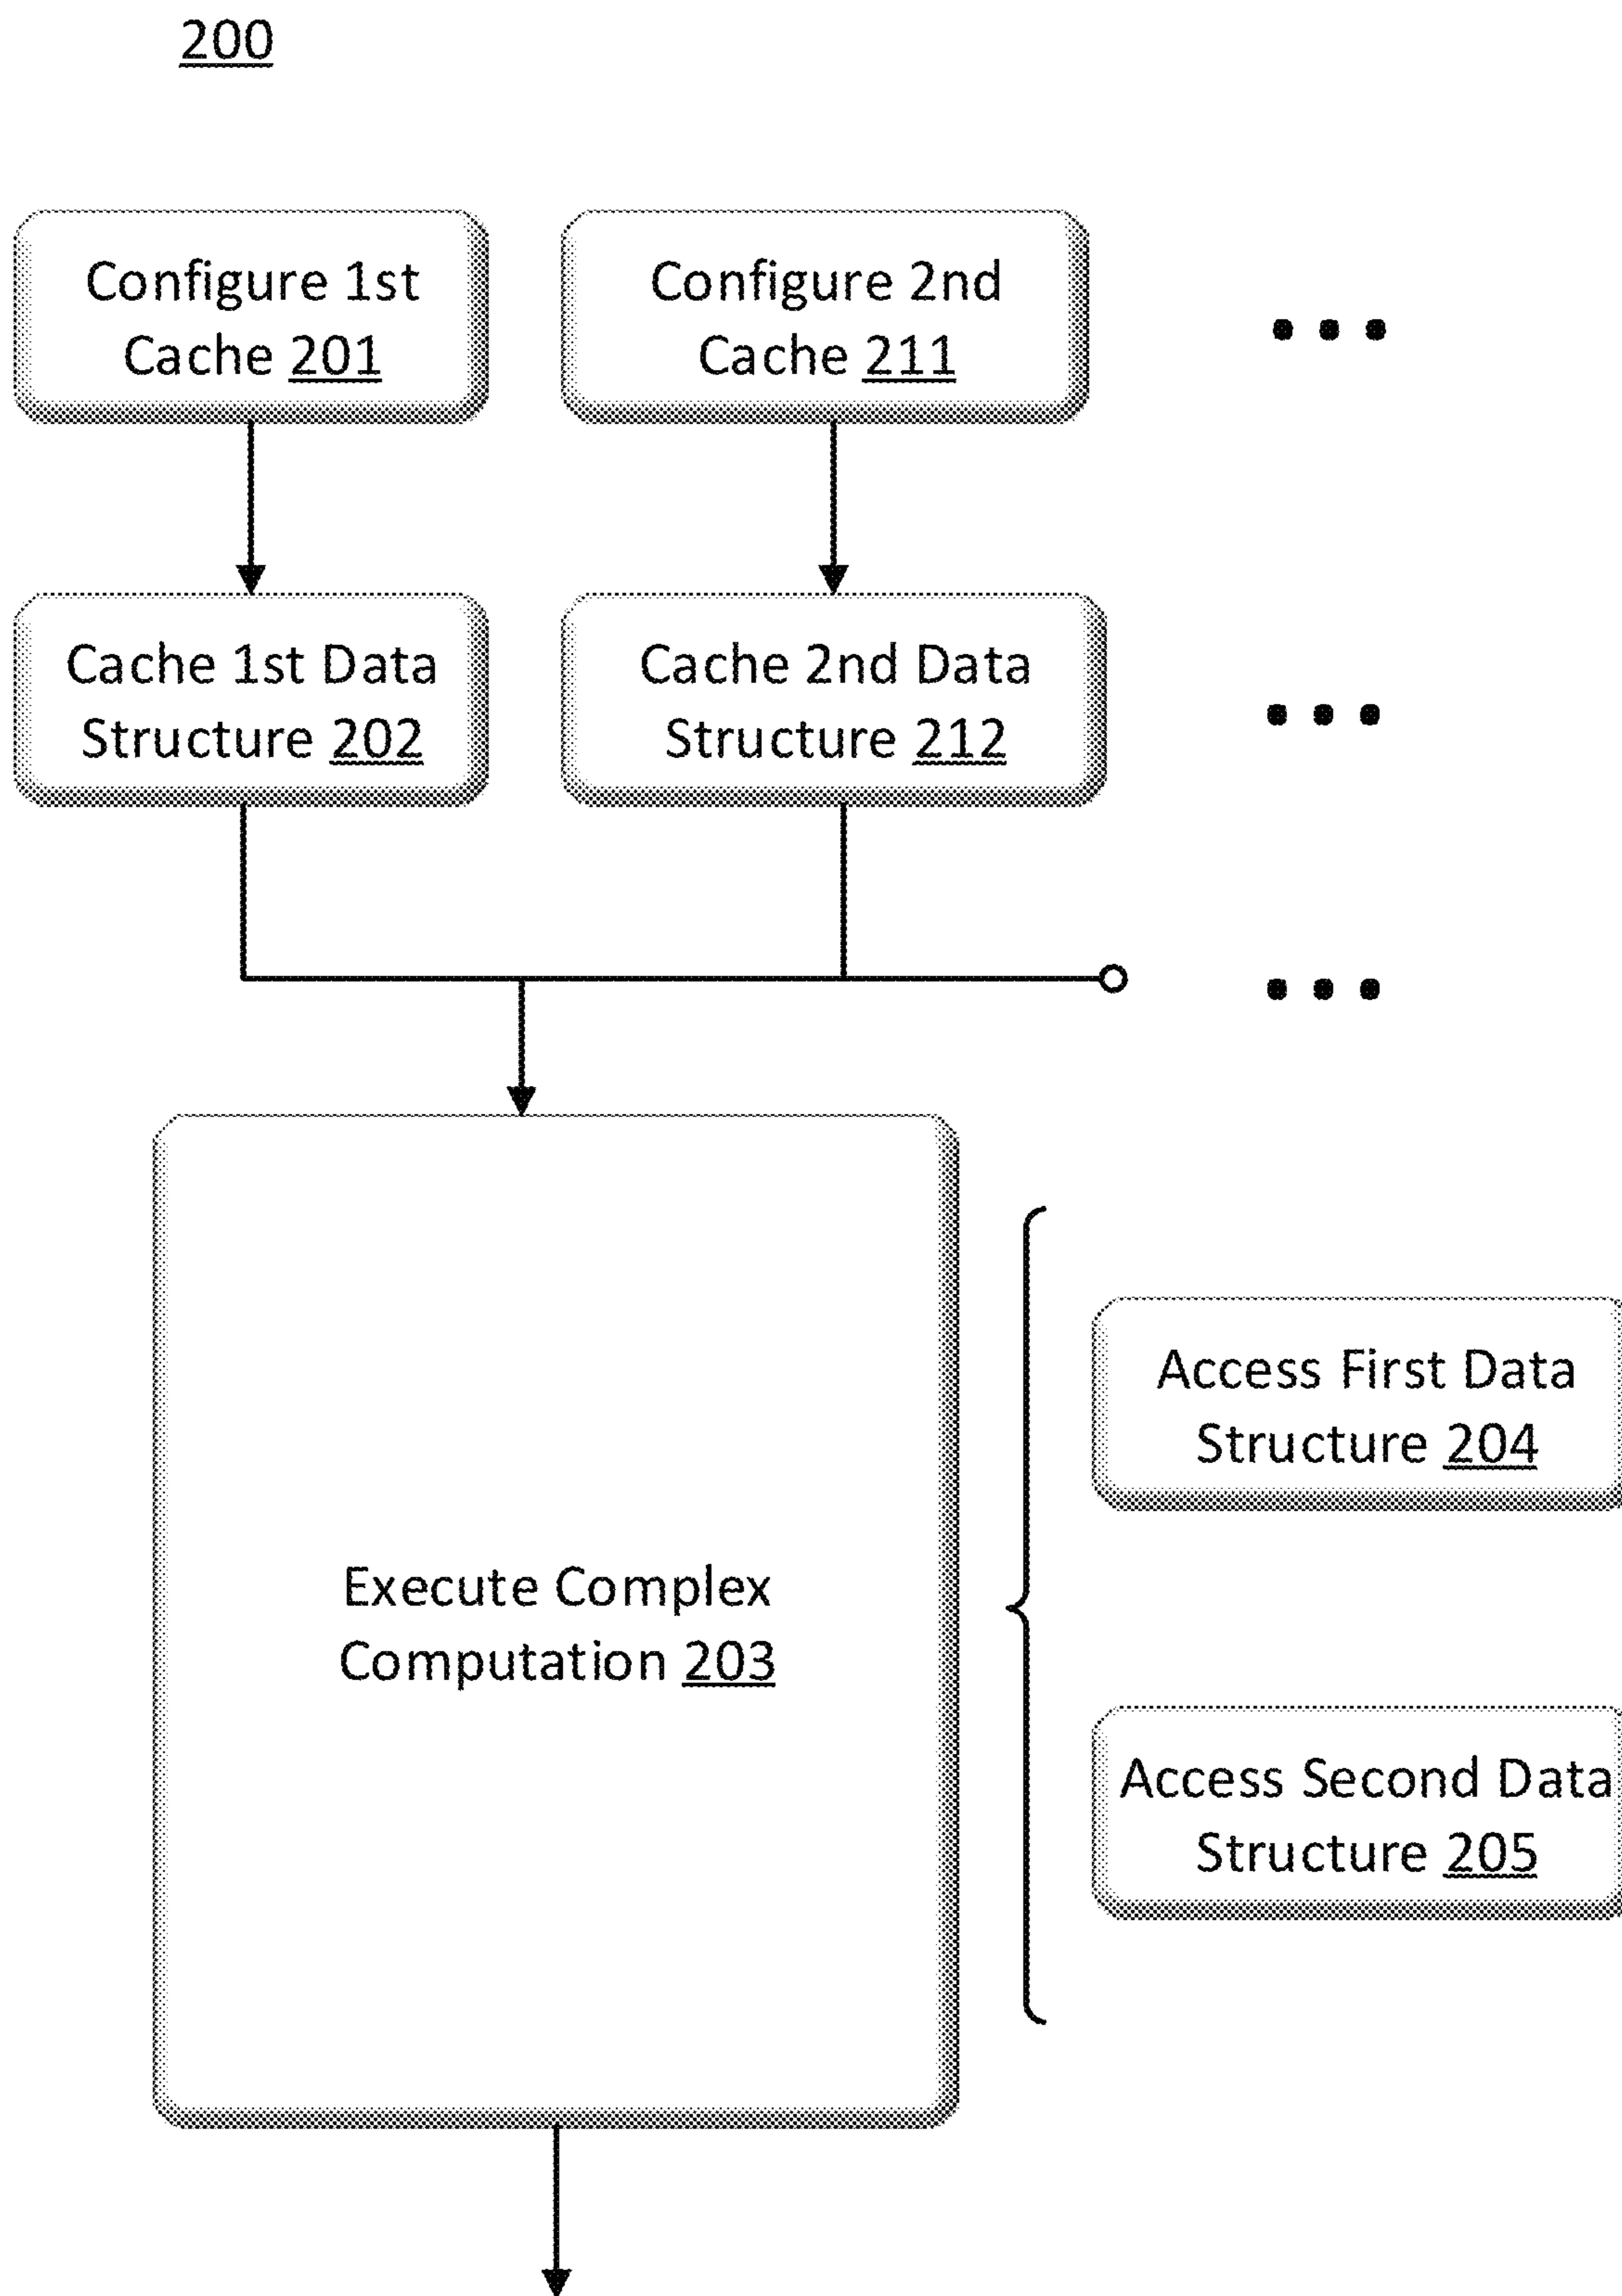 200
Configure 1st
Cache 201
Configure 2nd
Cache 211
...
Cache 1st Data
Structure 202
Cache 2nd Data
Structure 212
...
...
Execute Complex
Computation 203
Access First Data
Structure 204
Access Second Data
Structure 205